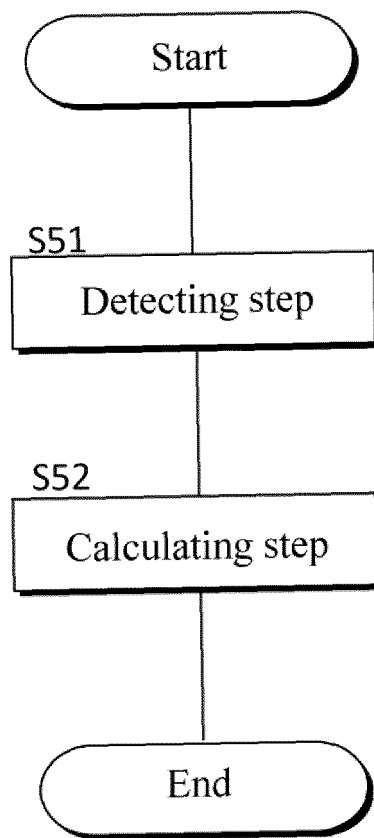 Start
S51
Detecting step
S52
Calculating step
End